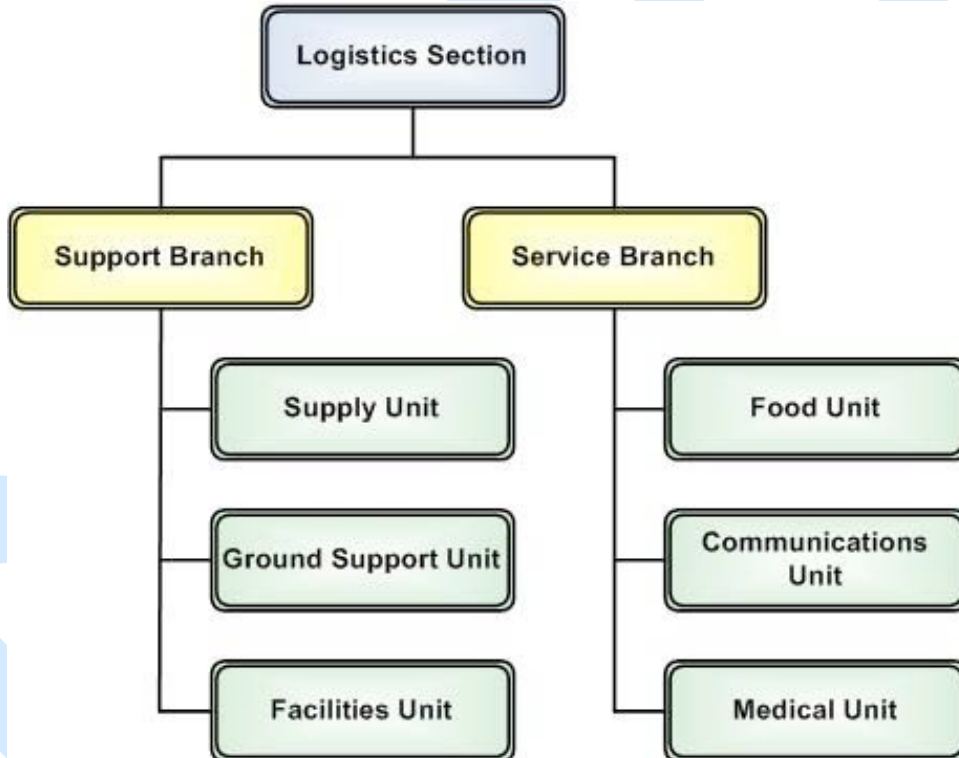 Logistics Section
Support Branch
Service Branch
Supply Unit
Food Unit
Ground Support Unit
Communications
Unit
Facilities Unit
Medical Unit